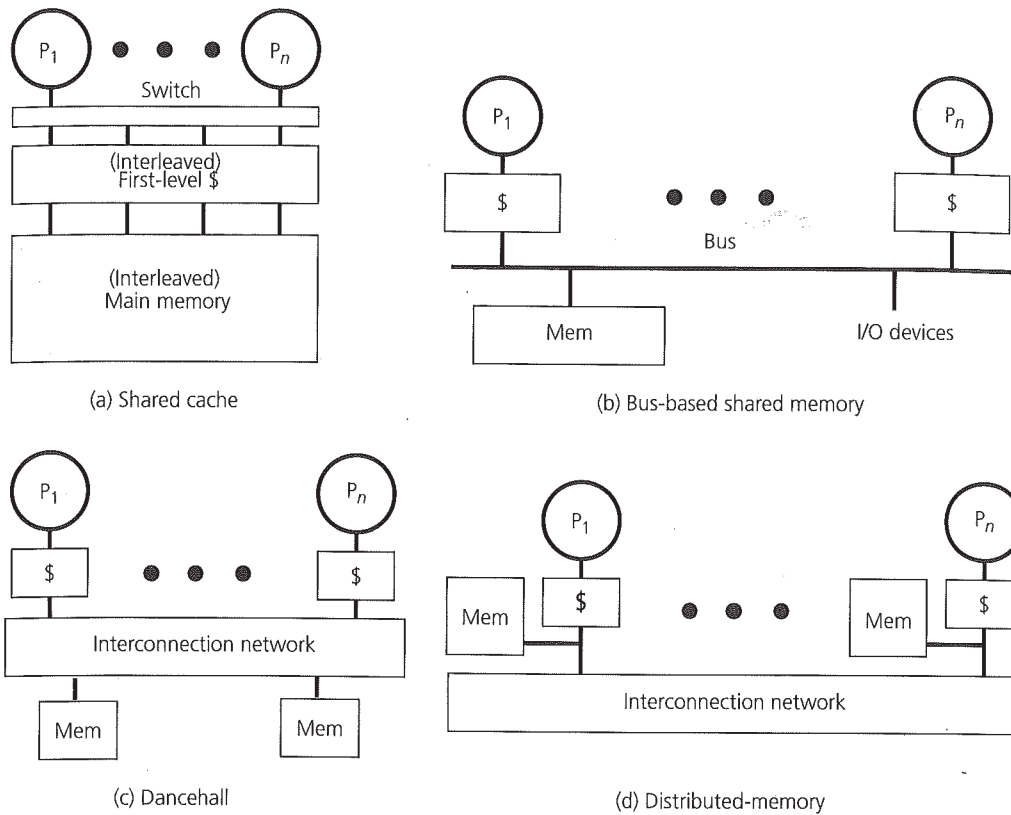 P1
Pn
Switch
(Interleaved)
First-level $
(Interleaved)
Main memory
(a) Shared cache
P1
Pn
$
$
Bus
Mem
I/O devices
(b) Bus-based shared memory
P1
Pn
$
$
Interconnection network
Mem
Mem
(c) Dancehall
P1
Pn
Mem
$
Mem
$
Interconnection network
(d) Distributed-memory